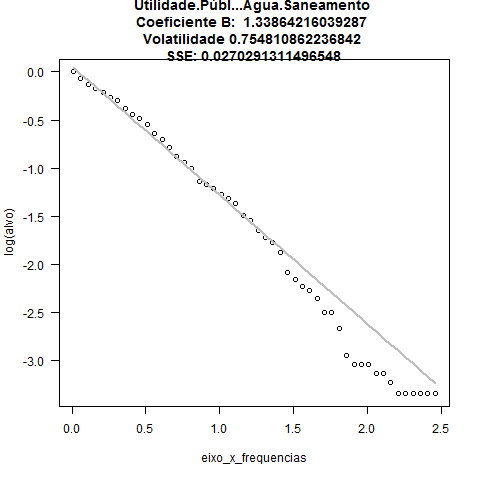 Utilidade.Públ...Água.Saneamento
Coeficiente B: 1.33864216039287
Volatilidade 0.754810862236842
SSE: 0.0270291311496548
0.0
-0.5
-1.0
-1.5
-2.0
-2.5
-3.0
log(alvo)
0.0 0.5 1.0 1.5 2.0 2.5
eixo_x_frequencias